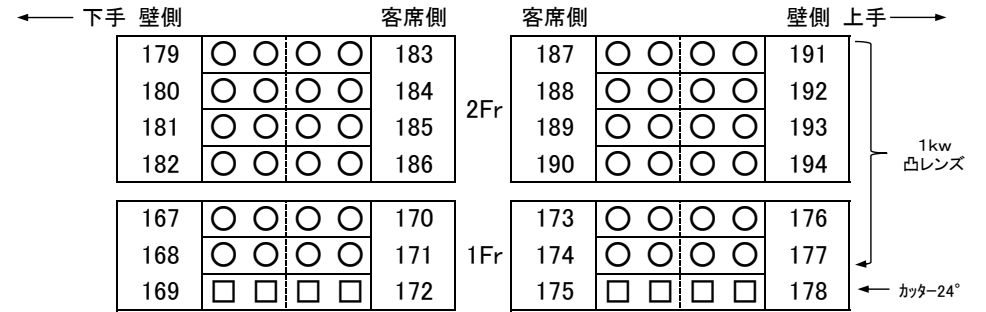 下手 壁側 客席側 客席側 壁側 上手
179 ○ ○ ○ ○ 183 187 ○ ○ ○ ○ 191
180 ○ ○ ○ ○ 184 188 ○ ○ ○ ○ 192
2Fr
181 ○ ○ ○ ○ 185 189 ○ ○ ○ ○ 193
182 ○ ○ ○ ○ 186 190 ○ ○ ○ ○ 194
1kw
凸レンズ
167 ○ ○ ○ ○ 170 173 ○ ○ ○ ○ 176
168 ○ ○ ○ ○ 171 1Fr 174 ○ ○ ○ ○ 177
169 □ □ □ □ 172 175 □ □ □ □ 178 ｶｯﾀｰ24°